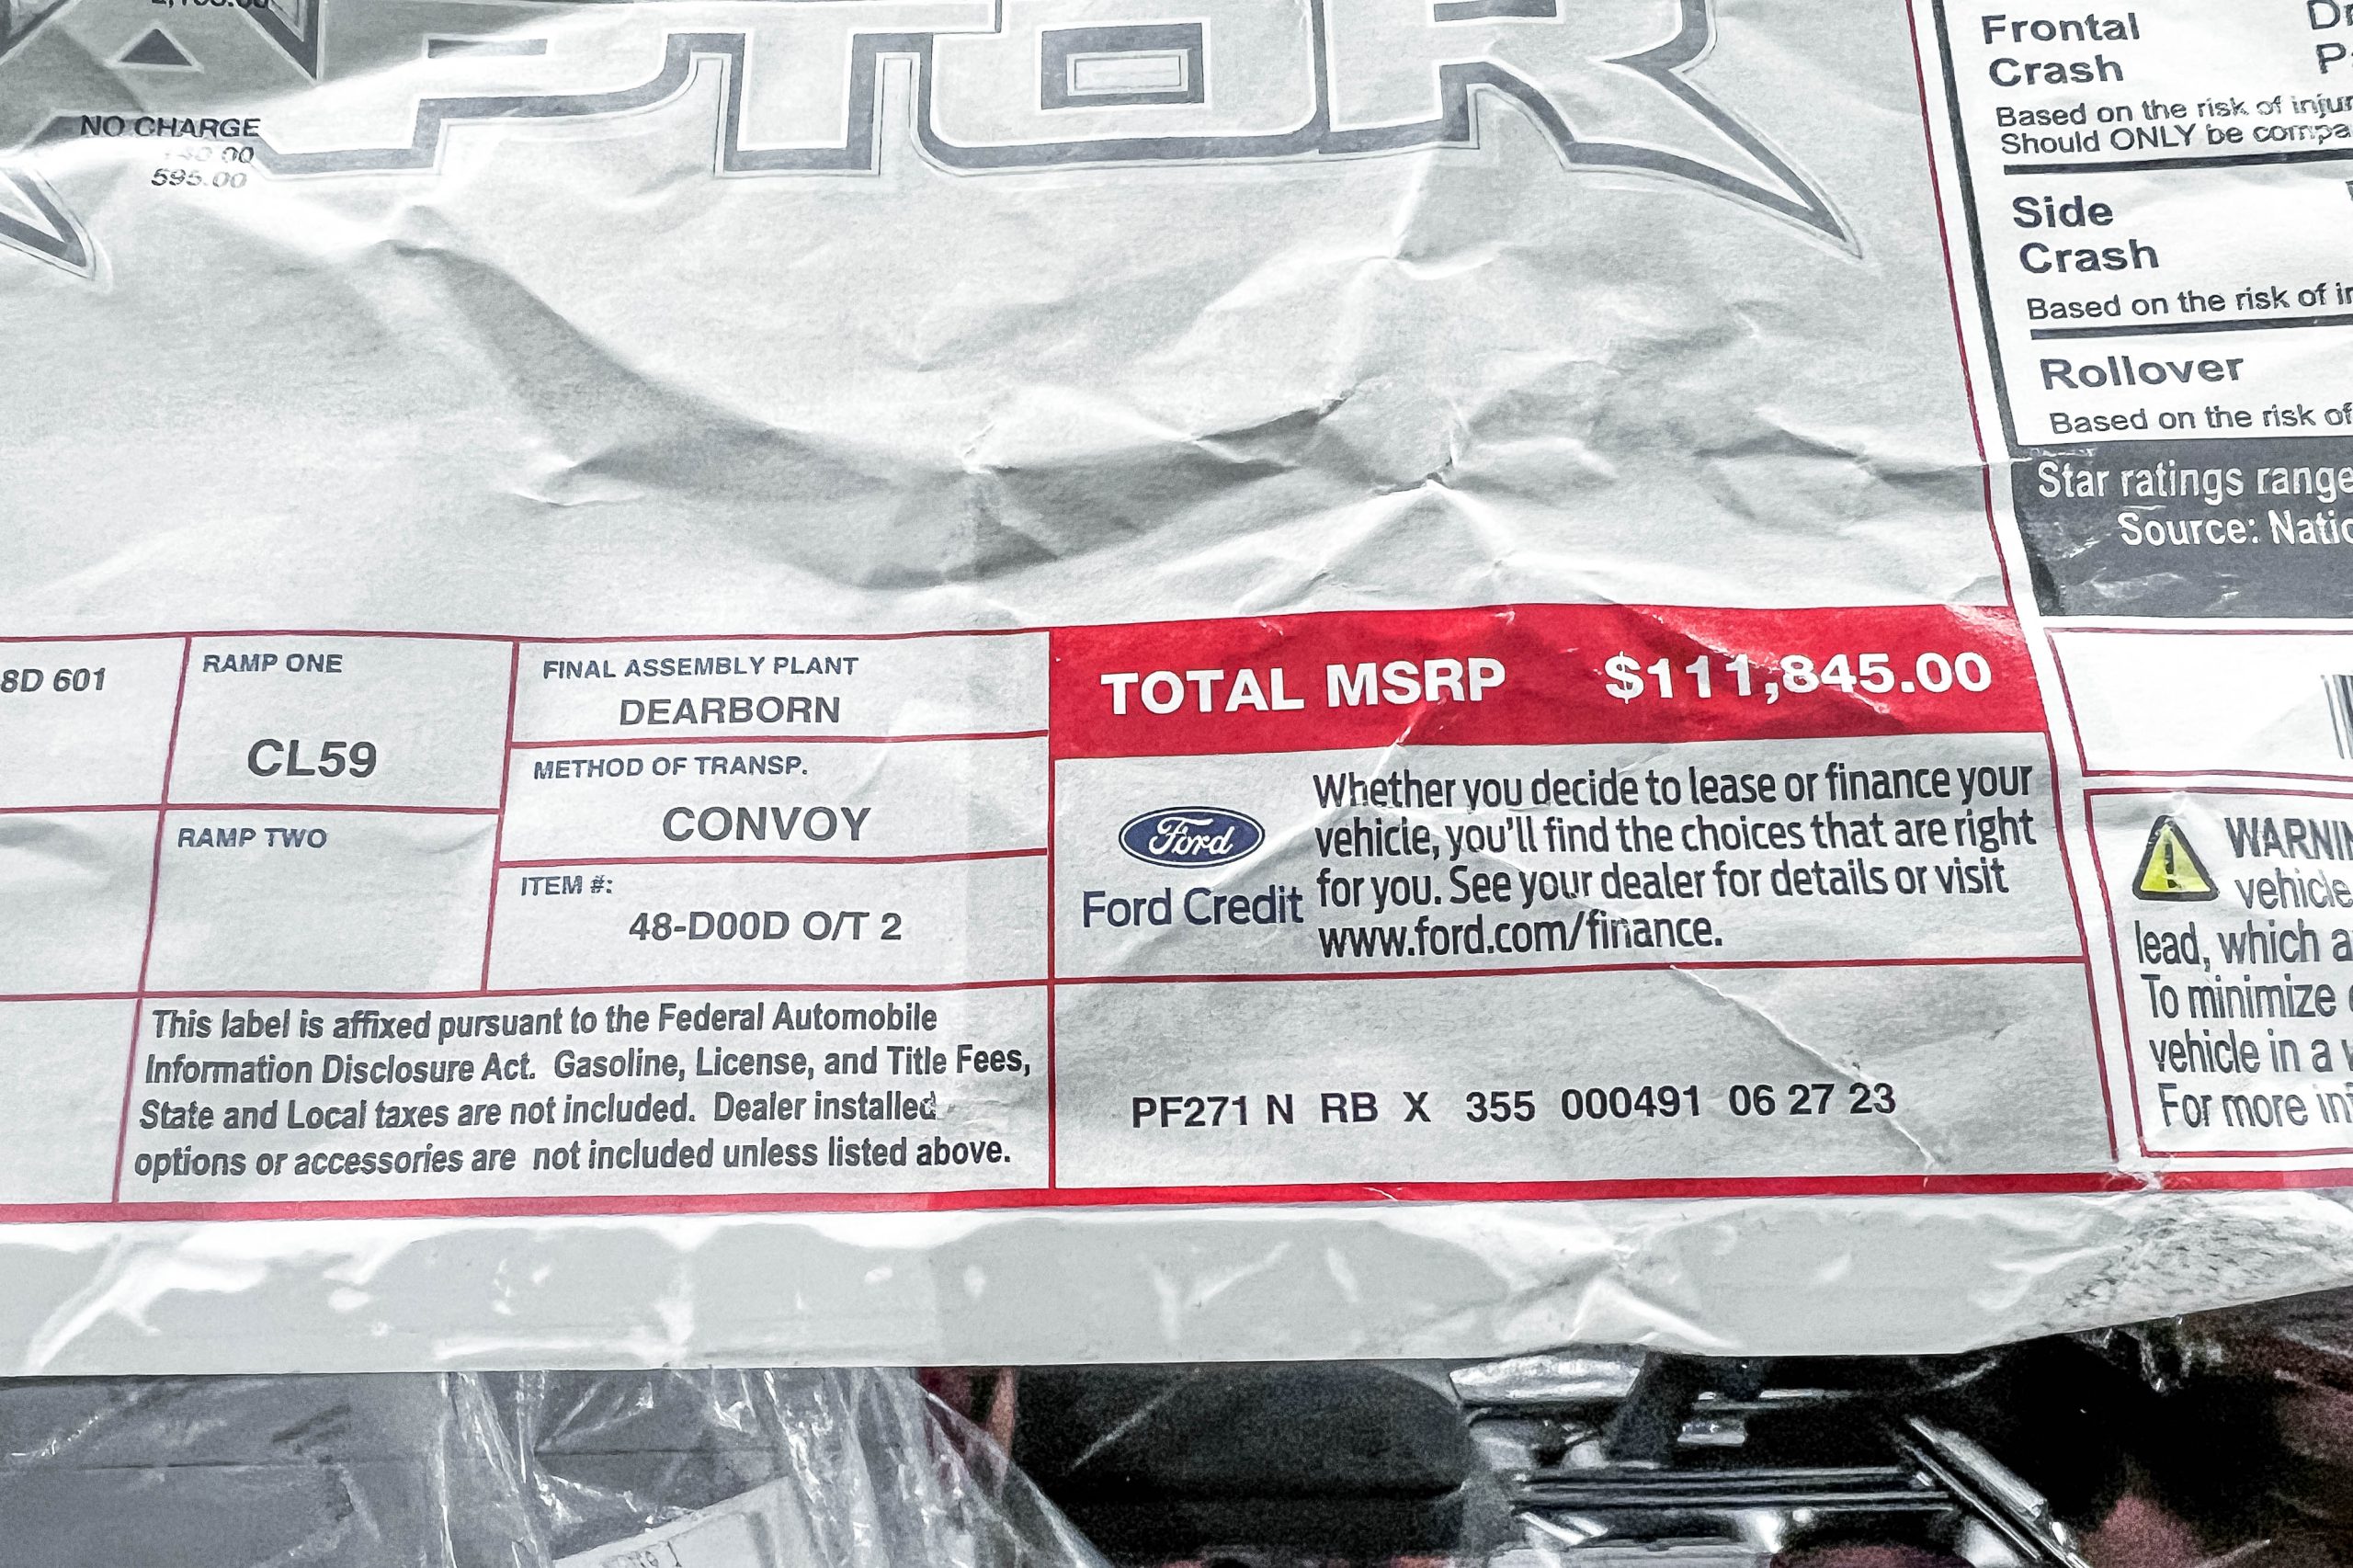 PTOR
NO CHARGE
595.00
Frontal
Crash
Based on the risk of
Should ONLY be
Side
Crash
Based on the risk of
Rollover
Based on the risk of
Star ratings range
Source:
8D 601
RAMP ONE
CL59
RAMP TWO
FINAL ASSEMBLY PLANT
DEARBORN
METHOD OF TRANSP.
CONVOY
ITEM #:
48-D00D O/T 2
TOTAL MSRP $111,845.00
Ford
Ford Credit
Whether you decide to lease or finance your
vehicle, you'll find the choices that are right
for you. See your dealer for details or visit
www.ford.com/finance.
This label is affixed pursuant to the Federal Automobile
Information Disclosure Act. Gasoline, License, and Title Fees,
State and Local taxes are not included. Dealer installed
options or accessories are not included unless listed above.
PF271 N RB X 355 000491 06 27 23
vehicle
lead, which
To minimize
vehicle in a
For more